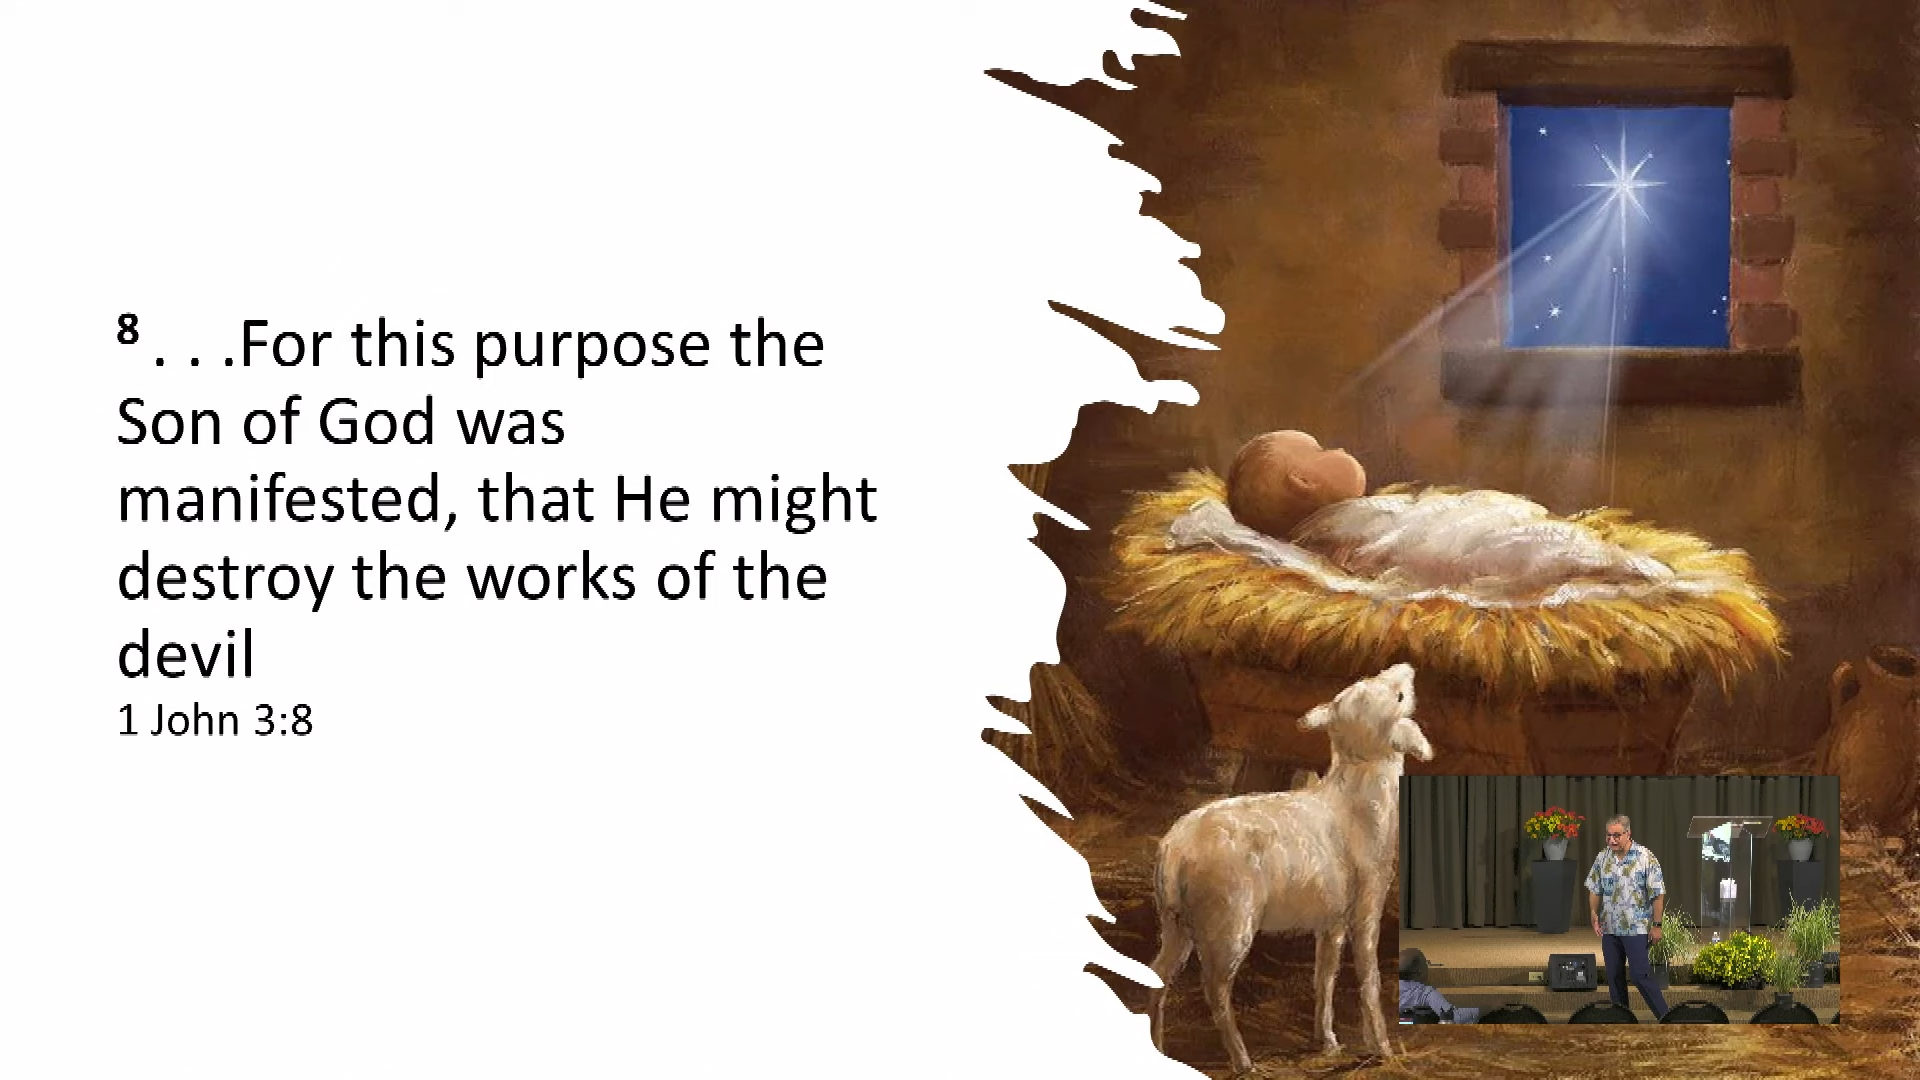 8 . . .For this purpose the
Son of God was
manifested, that He might
destroy the works of the
devil
1 John 3:8